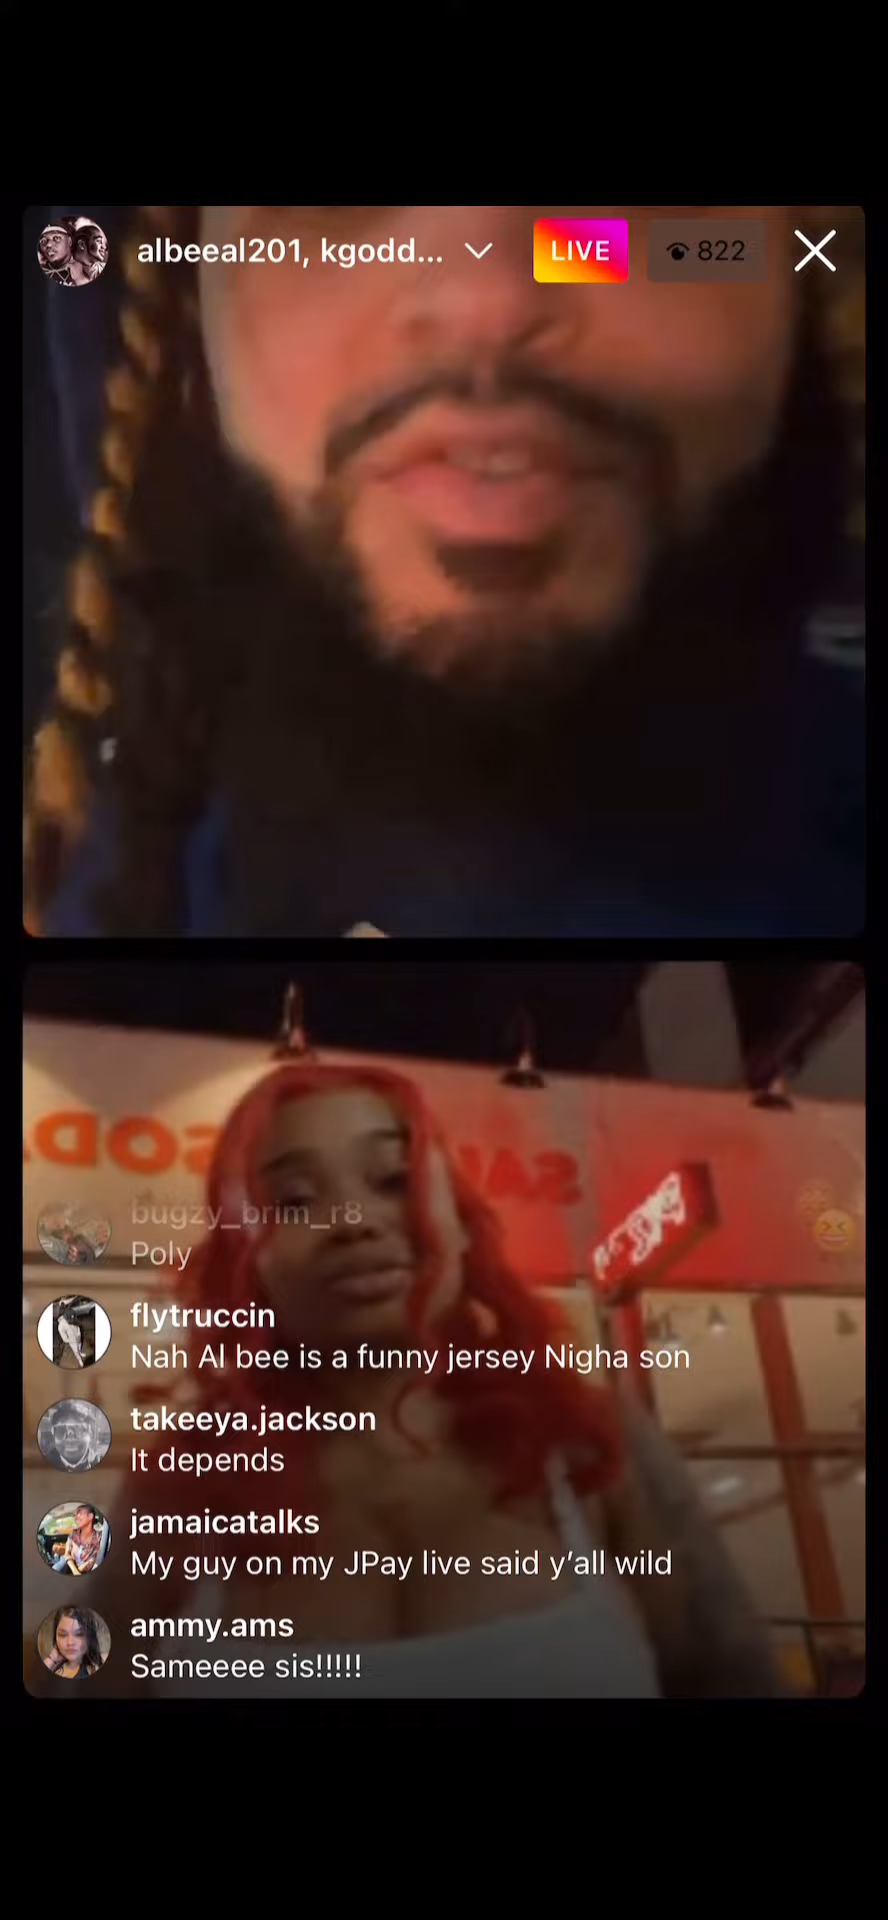 albeeal201, kgodd...
LIVE
822
bugzy_brim_r8
Poly
flytruccin
Nah Al bee is a funny jersey Nigha son
takeeya.jackson
It depends
jamaicatalks
My guy on my JPay live said y’all wild
ammy.ams
Sameeee sis!!!!!